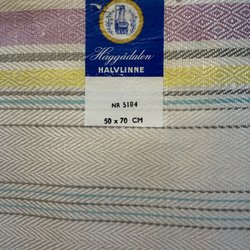 Häggådalen
HALVLINNE
NR 5184
50 x 70 CM